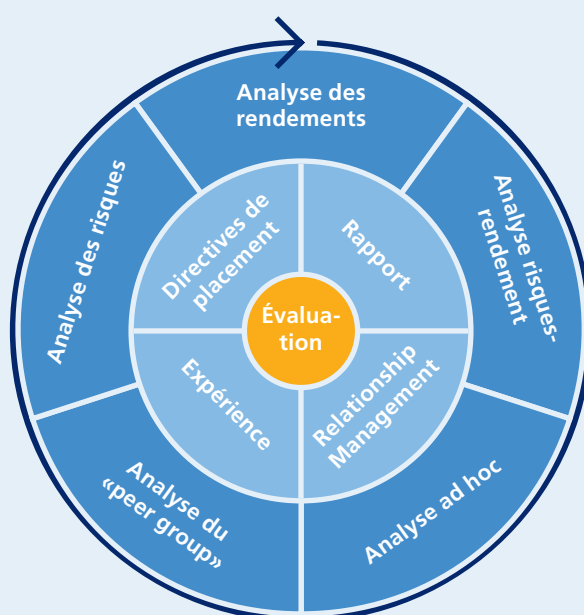 Analyse des
rendements
Analyse risques-
rendement
Analyse ad hoc
Analyse du
«peer group»
Analyse des risques
Directives de
placement
Rapport
Relationship
Management
Expérience
Évalua-
tion